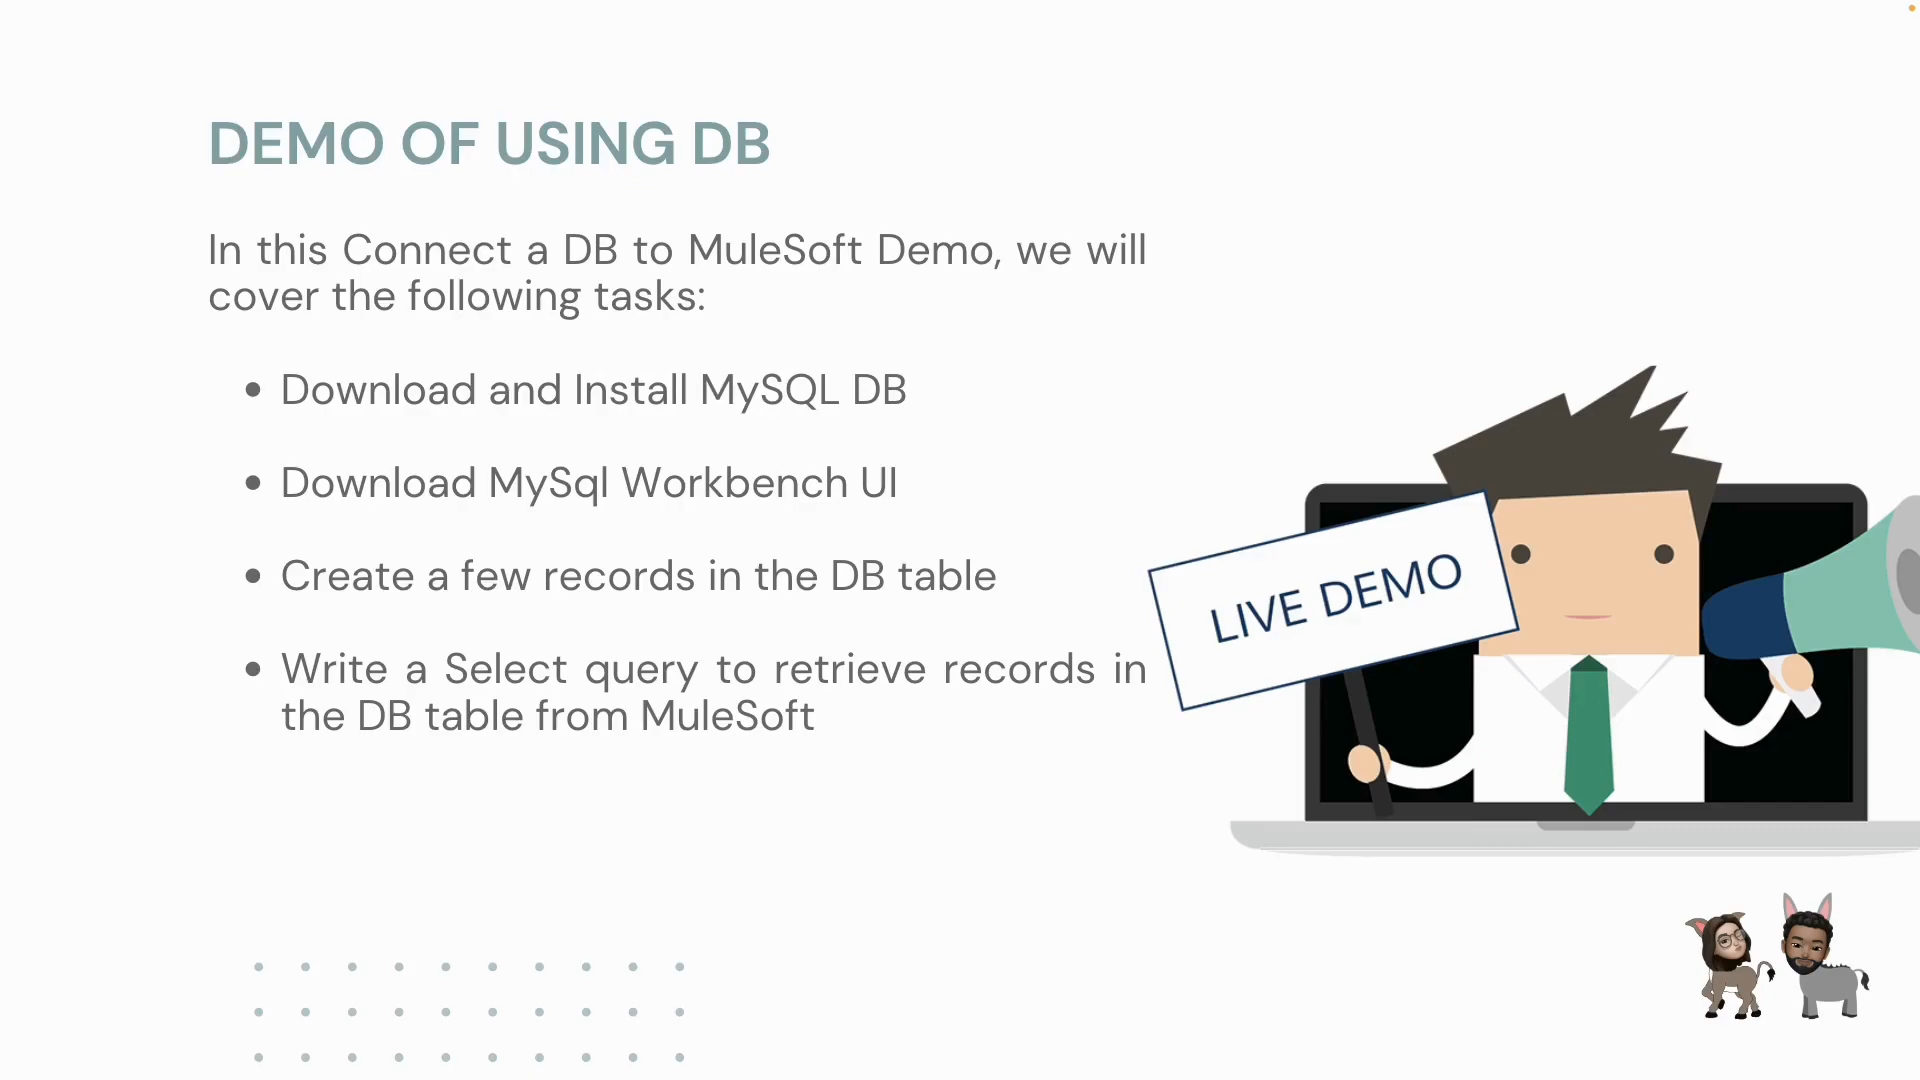 DEMO OF USING DB
In this Connect a DB to MuleSoft Demo, we will
cover the following tasks:
Download and Install MySQL DB
Download MySql Workbench UI
Create a few records in the DB table
Write a Select query to retrieve records in
the DB table from MuleSoft
LIVE DEMO